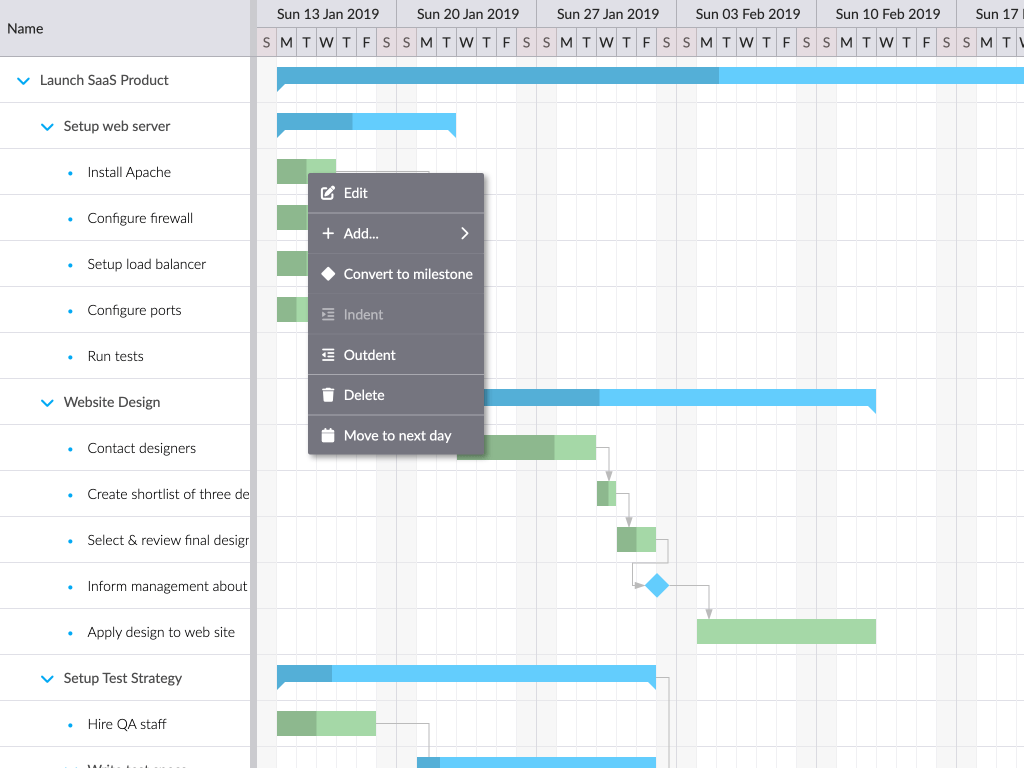 Name
Sun 13 Jan 2019 Sun 20 Jan 2019 Sun 27 Jan 2019 Sun 03 Feb 2019 Sun 10 Feb 2019 Sun 17
S M T W T F S S M T W T F S S M T W T F S S M T W T F S S M T W T F S S M T
Launch SaaS Product
Setup web server
Install Apache
Configure firewall
Setup load balancer
Configure ports
Run tests
Website Design
Contact designers
Create shortlist of three de
Select & review final design
Inform management about
Apply design to web site
Setup Test Strategy
Hire QA staff
Edit
Add...
Convert to milestone
Indent
Outdent
Delete
Move to next day